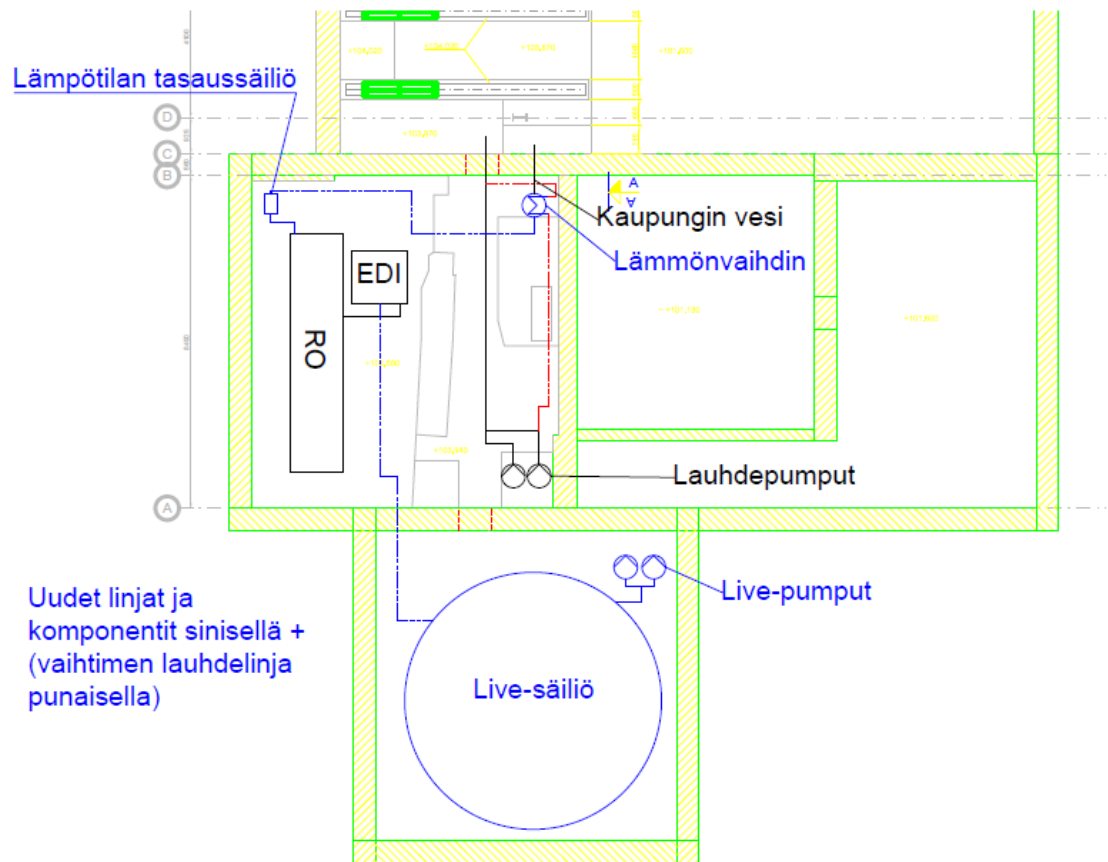 Lämpötilan tasaussäiliö
D
C
B
A
A
A
Kaupungin vesi
Lämmönvaihdin
EDI
RO
Lauhdepumput
Live-pumput
Uudet linjat ja
komponentit sinisellä +
(vaihtimen lauhdelinja
punaisella)
Live-säiliö